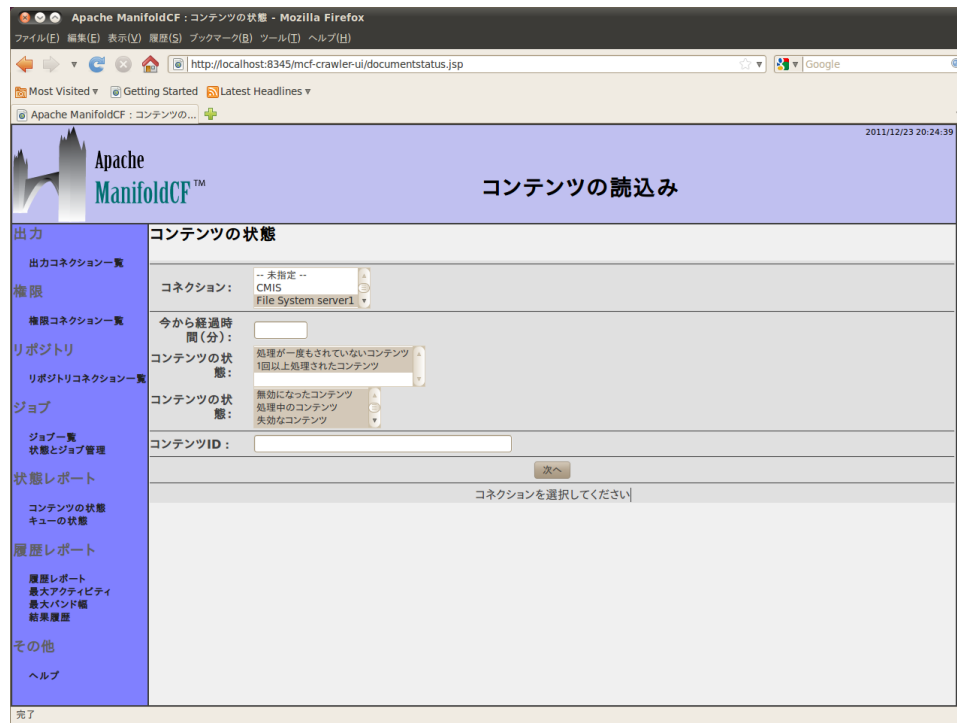 Apache ManifoldCF : コンテンツの状態 - Mozilla Firefox
ファイル(F) 編集(E) 表示(V) 履歴(S) ブックマーク(B) ツール(T) ヘルプ(H)
http://localhost:8345/mcf-crawler-ui/documentstatus.jsp
Google
Most Visited Getting Started Latest Headlines
Apache ManifoldCF : コンテンツの...
2011/12/23 20:24:39
Apache
ManifoldCF™
コンテンツの読込み
出力
出力コネクション一覧
権限
権限コネクション一覧
リポジトリ
リポジトリコネクション一覧
ジョブ
ジョブ一覧
状態とジョブ管理
状態レポート
コンテンツの状態
キューの状態
履歴レポート
履歴レポート
最大アクティビティ
最大バンド幅
結果履歴
その他
ヘルプ
コンテンツの状態
コネクション:
-- 未指定 --
CMIS
File System server1
今から経過時
間(分):
コンテンツの状
態:
処理が一度もされていないコンテンツ
1回以上処理されたコンテンツ
コンテンツの状
態:
無効になったコンテンツ
処理中のコンテンツ
失効なコンテンツ
コンテンツID :
次へ
コネクションを選択してください
完了